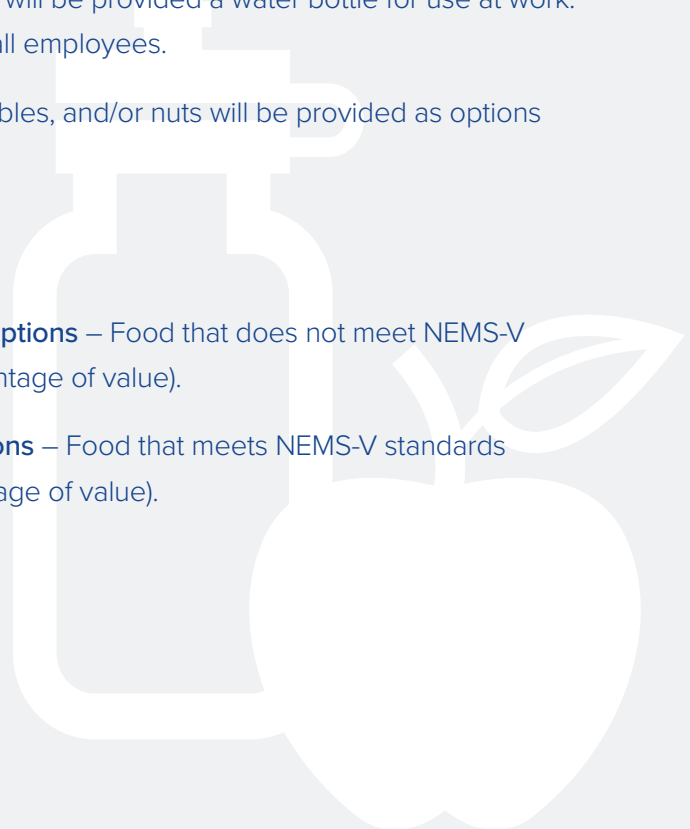 will be provided a water bottle for use at work.
all employees.
bles, and/or nuts will be provided as options
ptions – Food that does not meet NEMS-V
ntage of value).
ons – Food that meets NEMS-V standards
age of value).